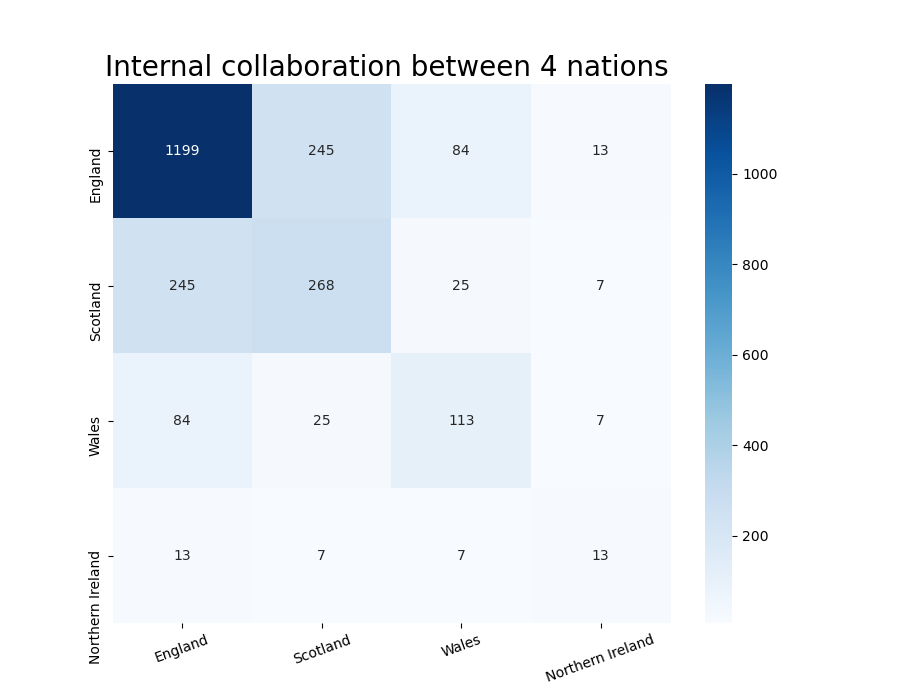 Internal collaboration between 4 nations
England
1199 245 84 13
Scotland
245 268 25 7
Wales
84 25 113 7
Northern Ireland
13 7 7 13
England Scotland Wales Northern Ireland
1000
800
600
400
200